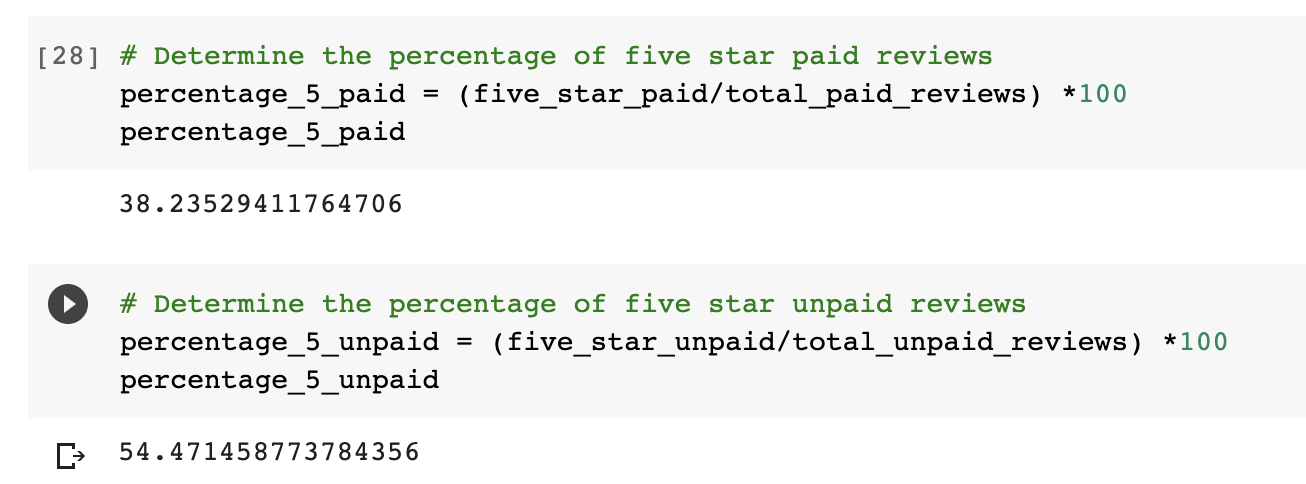 [28] # Determine the percentage of five star paid reviews
percentage_5_paid = (five_star_paid/total_paid_reviews) *100
percentage_5_paid
38.23529411764706
# Determine the percentage of five star unpaid reviews
percentage_5_unpaid = (five_star_unpaid/total_unpaid_reviews) *100
percentage_5_unpaid
54.471458773784356